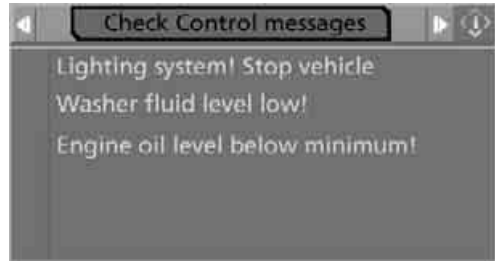 Check Control messages
Lighting system! Stop vehicle
Washer fluid level low!
Engine oil level below minimum!